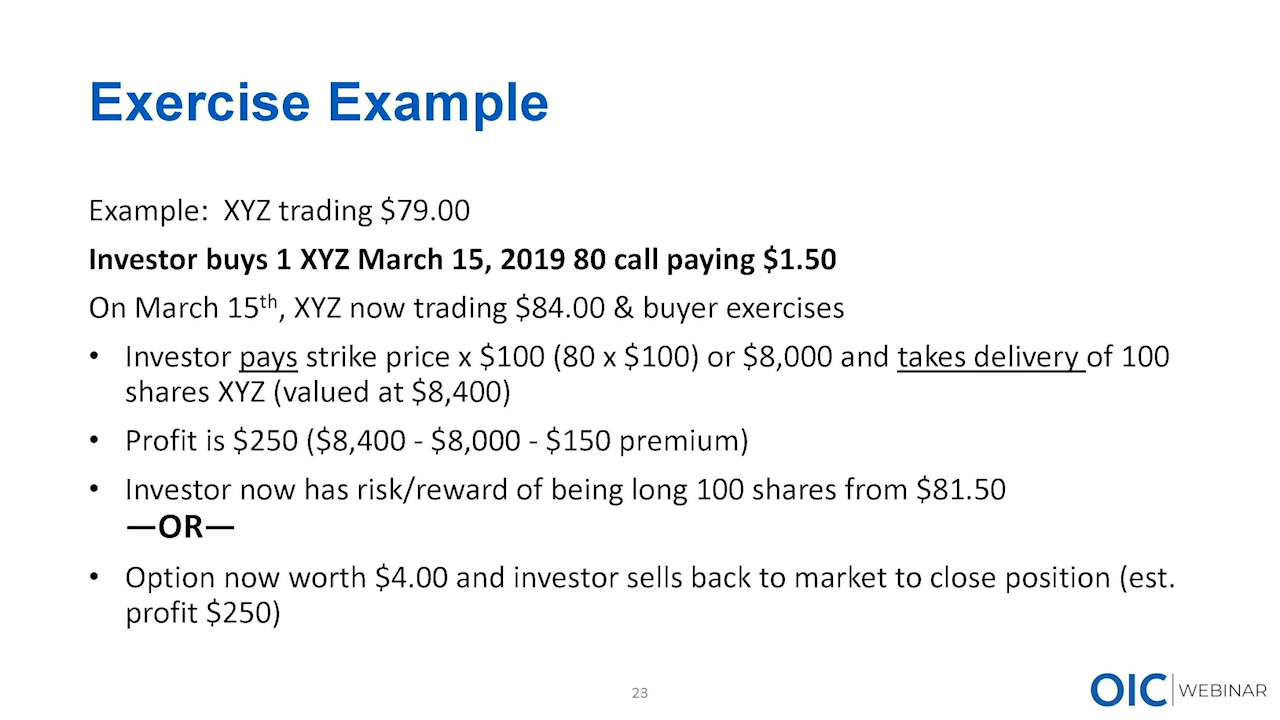 Exercise Example
Example:  XYZ trading $79.00
Investor buys 1 XYZ March 15, 2019 80 call paying $1.50
On March 15th, XYZ now trading $84.00 & buyer exercises
• Investor pays strike price x $100 (80 x $100) or $8,000 and takes delivery of 100
shares XYZ (valued at $8,400)
• Profit is $250 ($8,400 - $8,000 - $150 premium)
• Investor now has risk/reward of being long 100 shares from $81.50
—OR—
• Option now worth $4.00 and investor sells back to market to close position (est.
profit $250)
23
OIC | WEBINAR